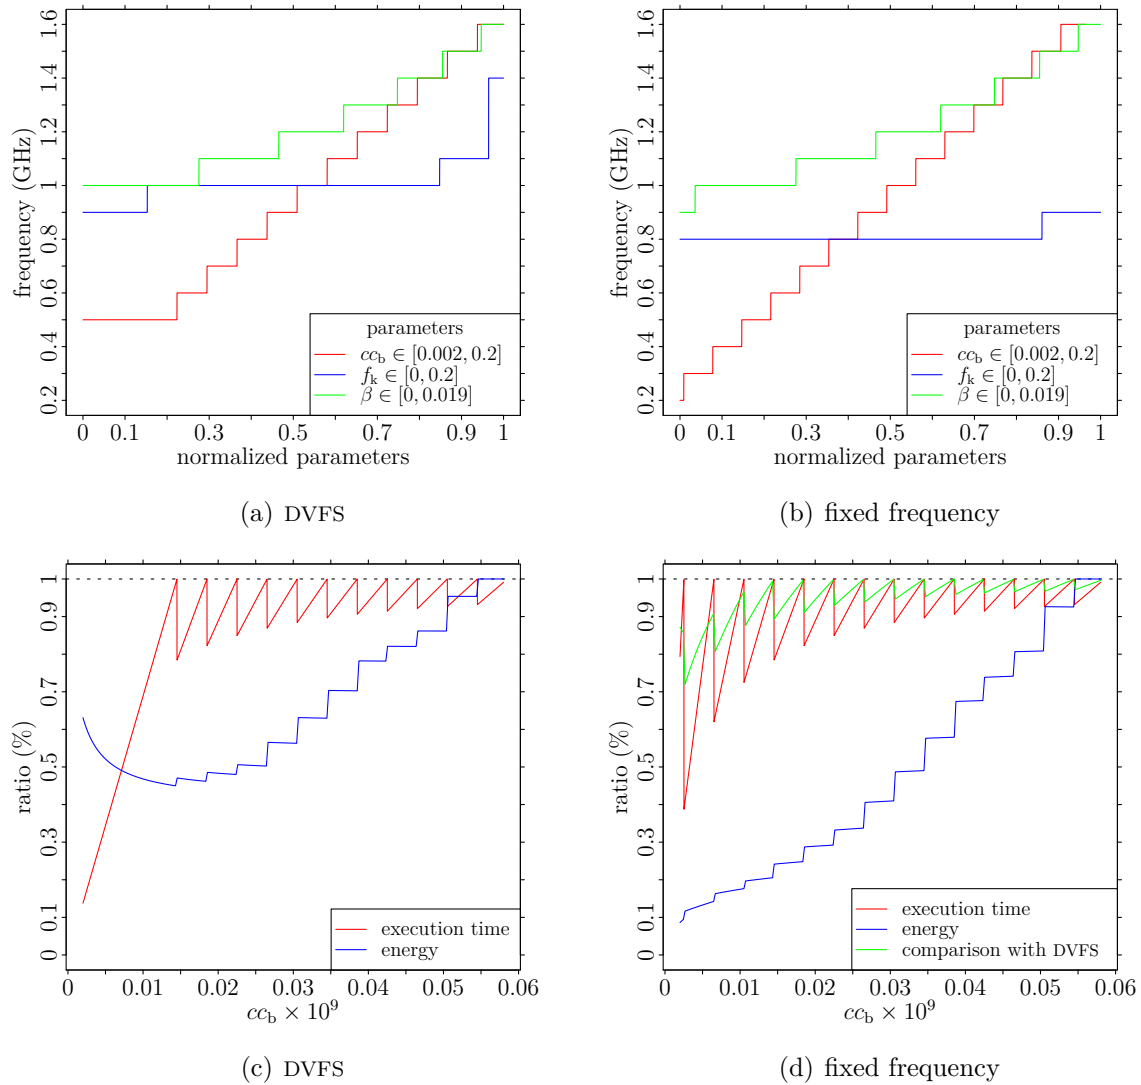 frequency (GHz)
1.6
1.4
1.2
1
0.8
0.6
0.4
0.2
parameters
cc_b ∈ [0.002, 0.2]
f_k ∈ [0, 0.2]
β ∈ [0, 0.019]
0 0.1 0.3 0.5 0.7 0.9 1
normalized parameters
(a) DVFS
frequency (GHz)
1.6
1.4
1.2
1
0.8
0.6
0.4
0.2
parameters
cc_b ∈ [0.002, 0.2]
f_k ∈ [0, 0.2]
β ∈ [0, 0.019]
0 0.1 0.3 0.5 0.7 0.9 1
normalized parameters
(b) fixed frequency
ratio (%)
1
0.9
0.7
0.5
0.3
0.1
0
execution time
energy
0 0.01 0.02 0.03 0.04 0.05 0.06
cc_b × 10^9
(c) DVFS
ratio (%)
1
0.9
0.7
0.5
0.3
0.1
0
execution time
energy
comparison with DVFS
0 0.01 0.02 0.03 0.04 0.05 0.06
cc_b × 10^9
(d) fixed frequency